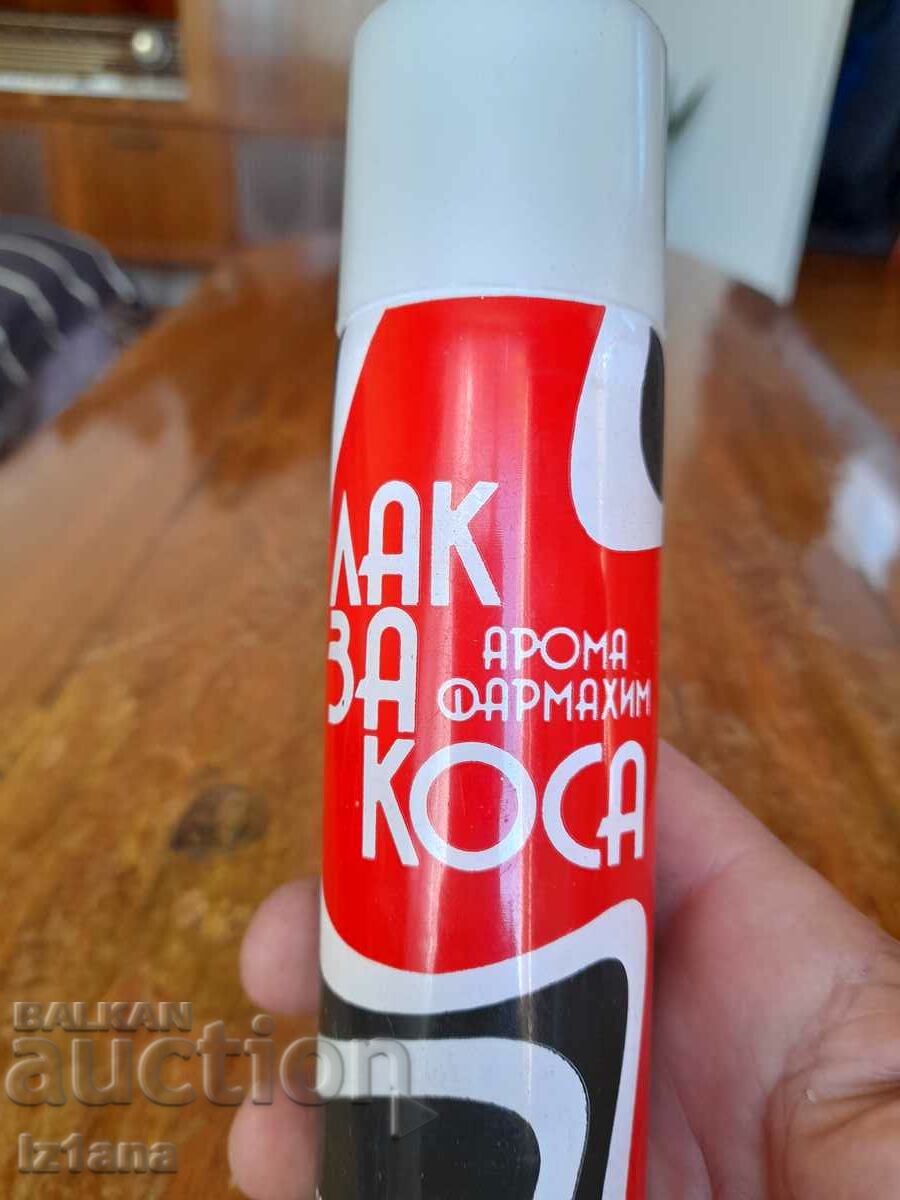 ЛАК
ЗА
КОСА
АРОМА
ФАРМАХИМ
BALKAN
auction
iz1ana